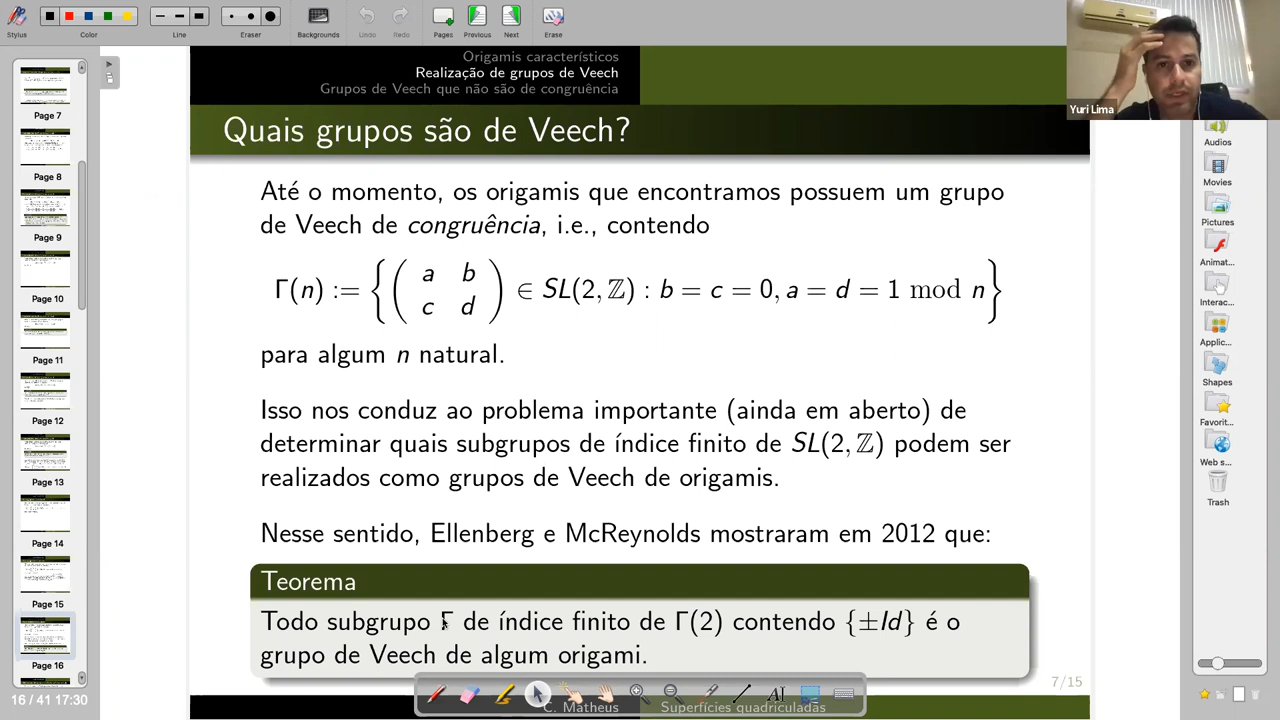 Stylus
Color
Line
Eraser
Backgrounds
Undo
Redo
Pages
Previous
Next
Erase
Yuri Lima
Page 7
Page 8
Page 9
Page 10
Page 11
Page 12
Page 13
Page 14
Page 15
Page 16
16 / 41 17:30
Origamis característicos
Realização de grupos de Veech
Grupos de Veech que não são de congruência
Quais grupos são de Veech?
Até o momento, os origamis que encontramos possuem um grupo
de Veech de congruência, i.e., contendo
Γ(n) := { ( a b c d ) ∈ SL(2, ℤ) : b = c = 0, a = d = 1 mod n }
para algum n natural.
Isso nos conduz ao problema importante (ainda em aberto) de
determinar quais subgrupos de índice finito de SL(2, ℤ) podem ser
realizados como grupos de Veech de origamis.
Nesse sentido, Ellenberg e McReynolds mostraram em 2012 que:
Teorema
Todo subgrupo Γ de índice finito de Γ(2) contendo {±Id} é o
grupo de Veech de algum origami.
7/15
C. Matheus
Superfícies quadriculadas
Audios
Movies
Pictures
Animat...
Interac...
Applic...
Shapes
Favorit...
Web s...
Trash